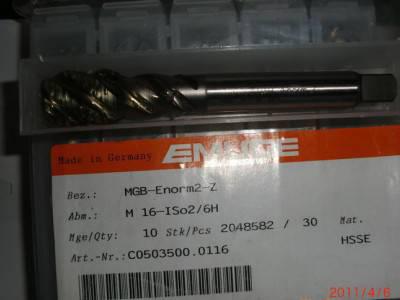 Made in Germany EMUGE
Bez.: MGB-Enorm2-Z
Abm.: M 16-ISo2/6H
Mge/Qty: 10 Stk/Pcs 2048582 / 30 Mat.
HSSE
Art.-Nr.: C0503500.0116
2011/4/6